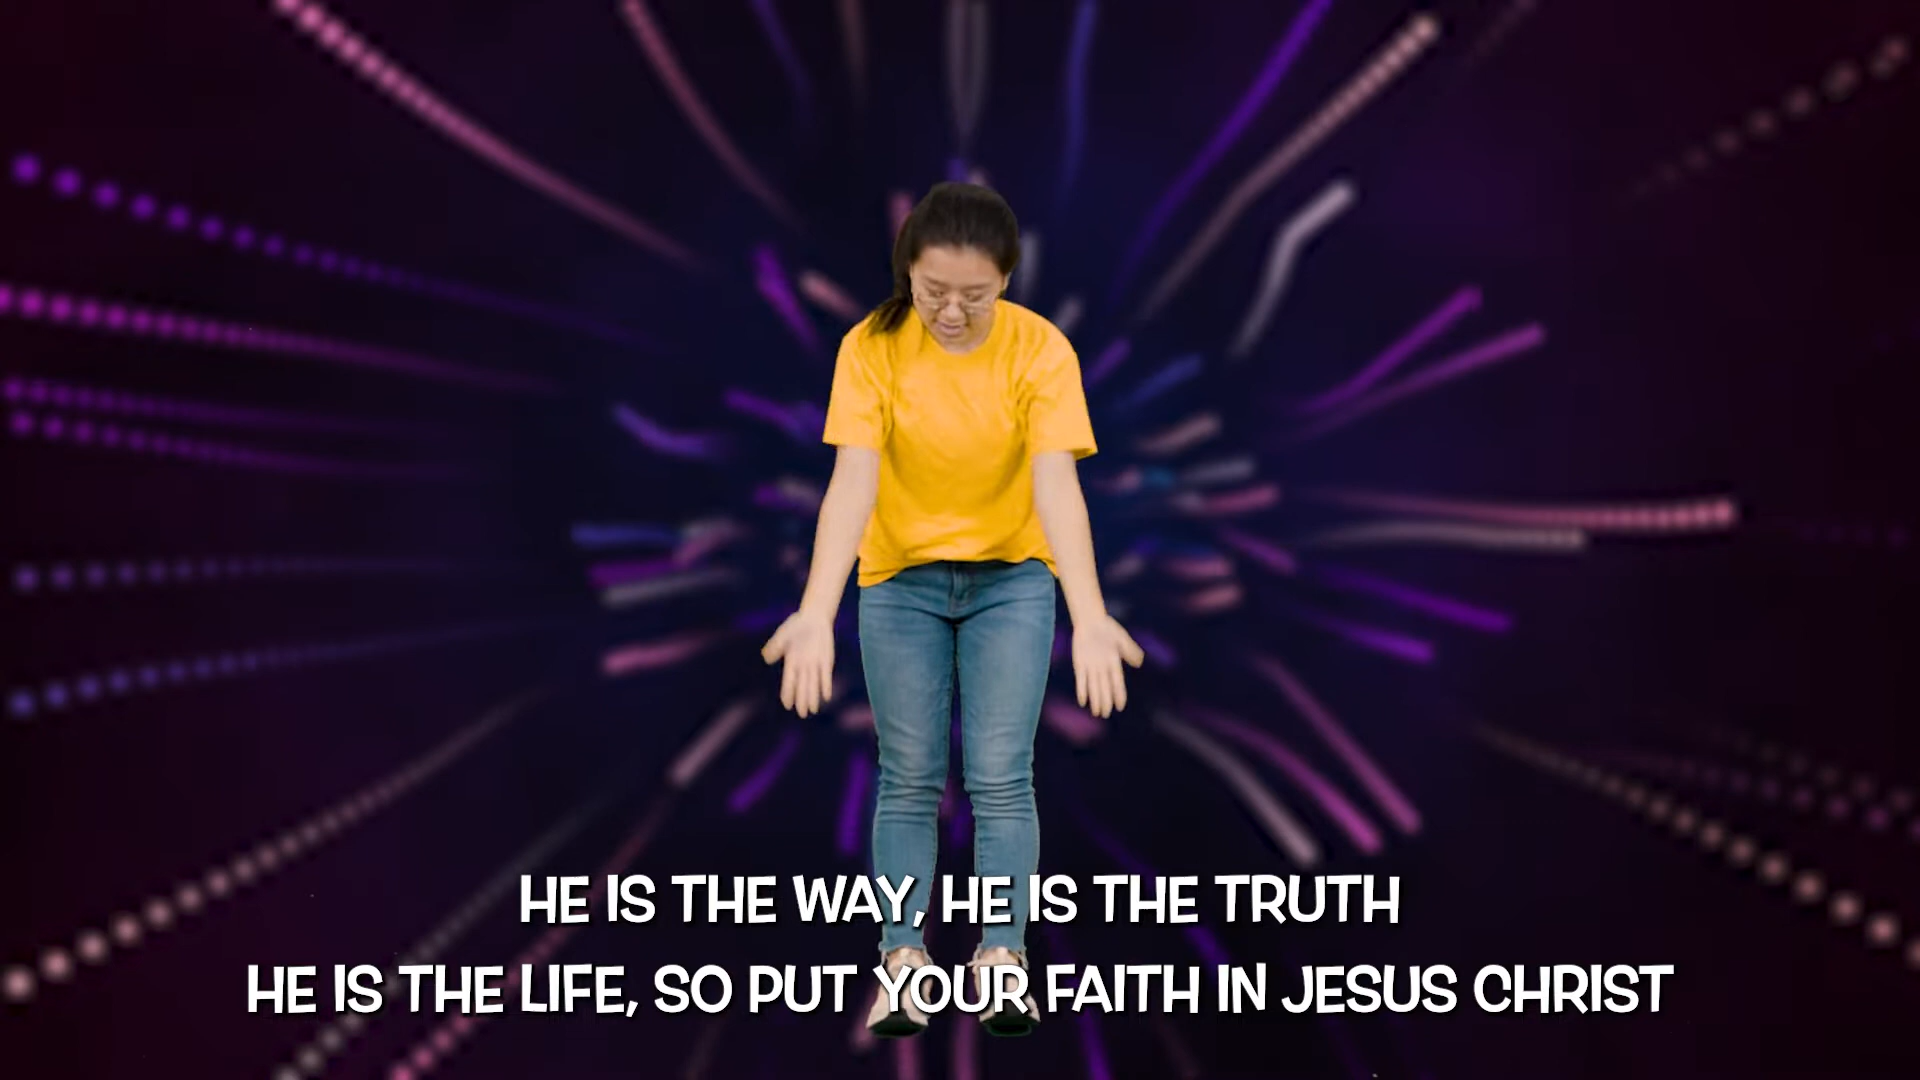 HE IS THE WAY, HE IS THE TRUTH
HE IS THE LIFE, SO PUT YOUR FAITH IN JESUS CHRIST